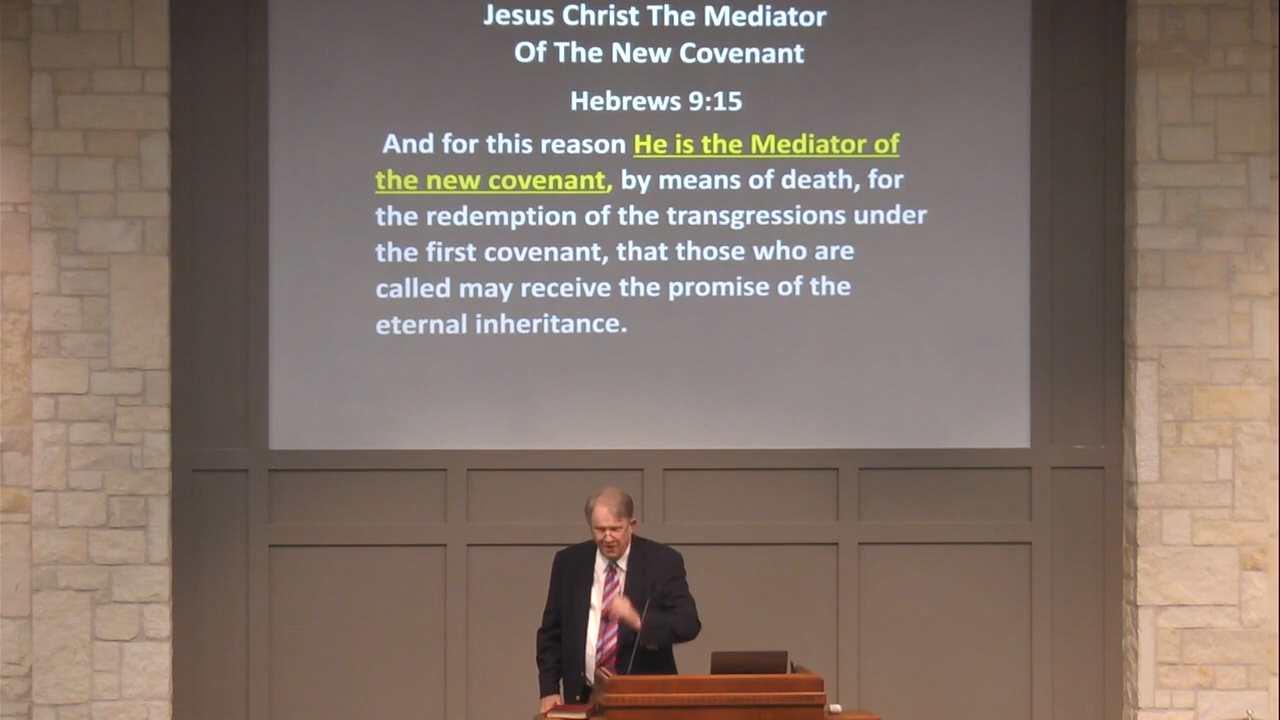 Jesus Christ The Mediator
Of The New Covenant
Hebrews 9:15
And for this reason He is the Mediator of
the new covenant, by means of death, for
the redemption of the transgressions under
the first covenant, that those who are
called may receive the promise of the
eternal inheritance.